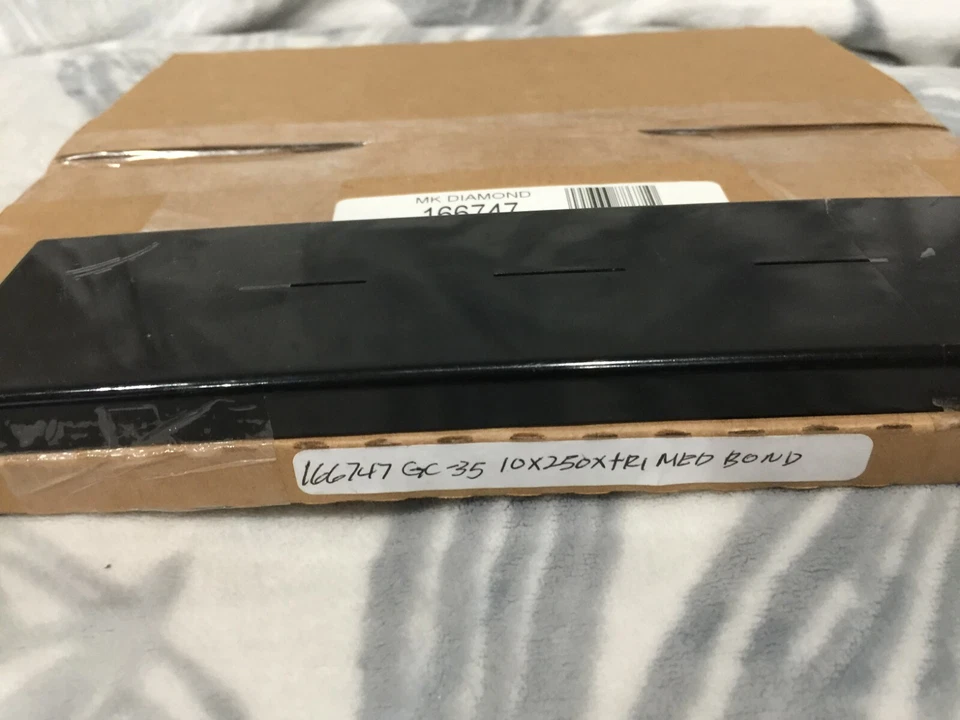 MK DIAMOND
166747
166747 GC-35 10X250XTRI MED BOND